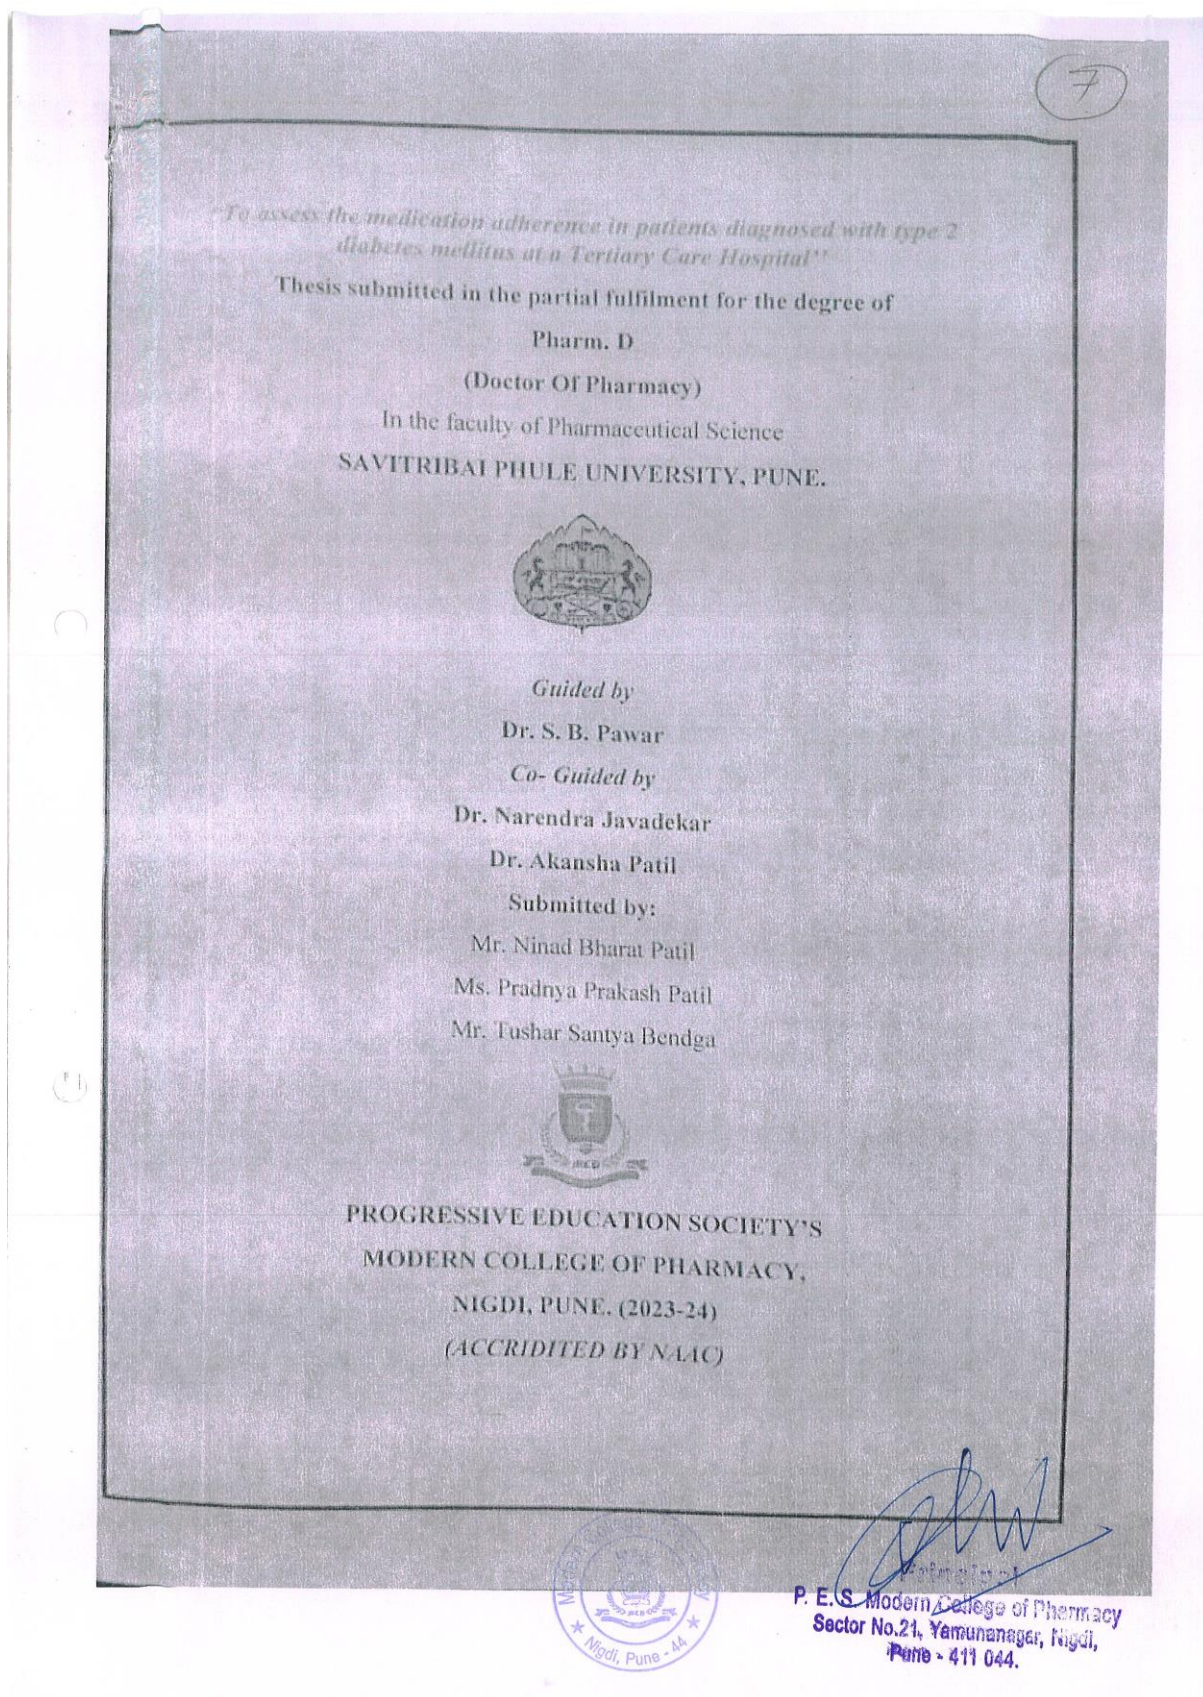 7
"To assess the medication adherence in patients diagnosed with type 2
diabetes mellitus at a Tertiary Care Hospital"
Thesis submitted in the partial fulfilment for the degree of
Pharm. D
(Doctor Of Pharmacy)
In the faculty of Pharmaceutical Science
SAVITRIBAI PHULE UNIVERSITY, PUNE.
Guided by
Dr. S. B. Pawar
Co- Guided by
Dr. Narendra Javadekar
Dr. Akansha Patil
Submitted by:
Mr. Ninad Bharat Patil
Ms. Pradnya Prakash Patil
Mr. Tushar Santya Bendga
PROGRESSIVE EDUCATION SOCIETY'S
MODERN COLLEGE OF PHARMACY,
NIGDI, PUNE. (2023-24)
(ACCRIDITED BY NAAC)
Nigdi, Pune - 44
Principal
P. E. S. Modern College of Pharmacy
Sector No.21, Yamunanagar, Nigdi,
Pune - 411 044.